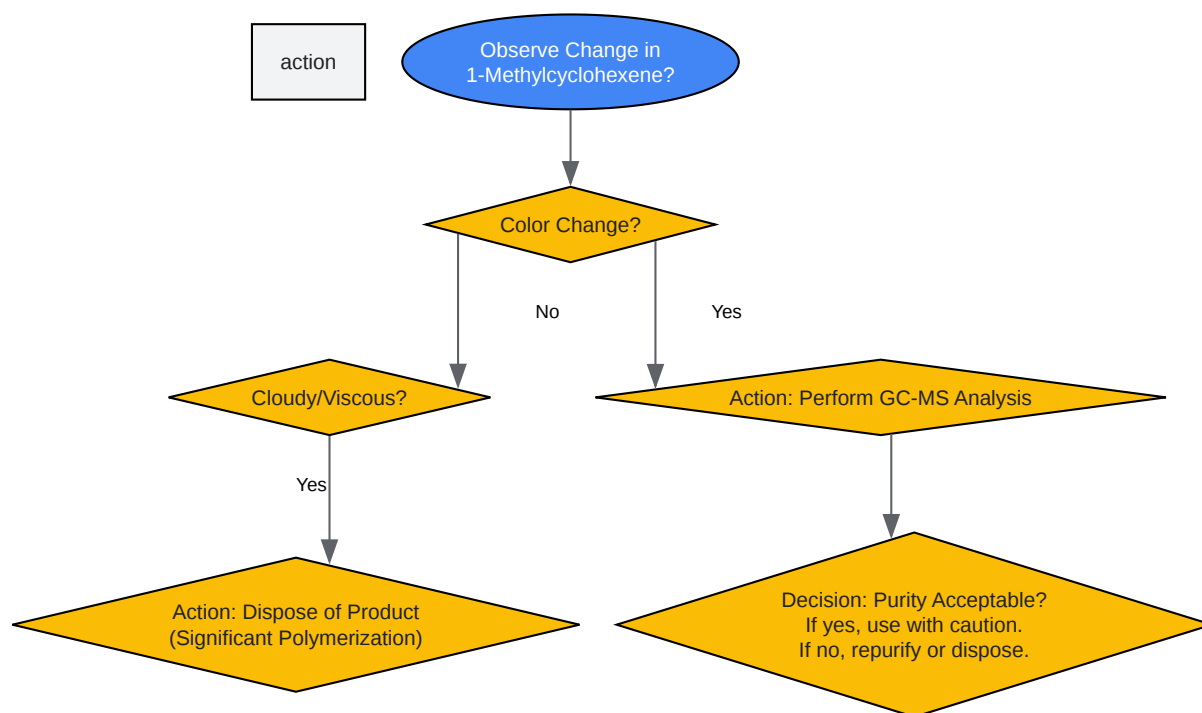 action
Observe Change in
1-Methylcyclohexene?
Color Change?
No
Yes
Cloudy/Viscous?
Action: Perform GC-MS Analysis
Yes
Action: Dispose of Product
(Significant Polymerization)
Decision: Purity Acceptable?
If yes, use with caution.
If no, repurify or dispose.